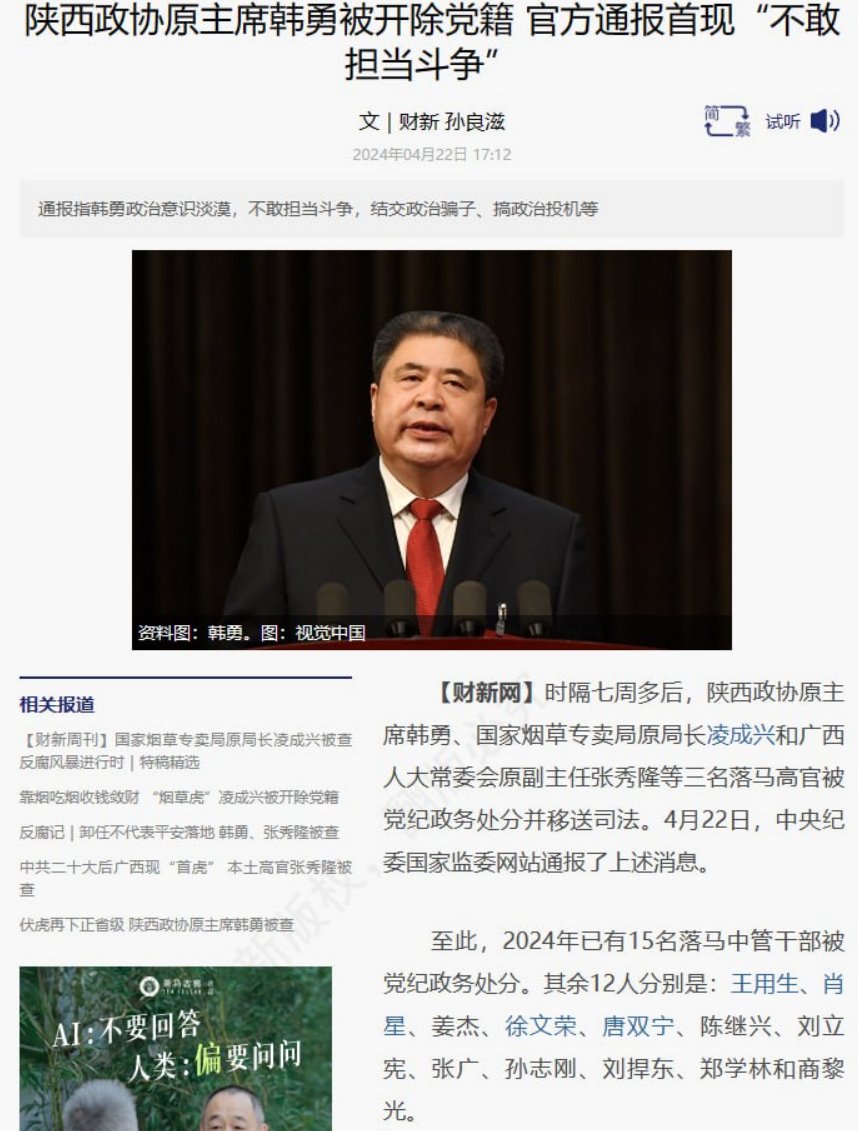 陕西政协原主席韩勇被开除党籍 官方通报首现“不敢
担当斗争”
文 | 财新 孙良滋
简
繁
试听
2024年04月22日 17:12
通报指韩勇政治意识淡漠，不敢担当斗争，结交政治骗子、搞政治投机等
资料图：韩勇。图：视觉中国
相关报道
【财新周刊】国家烟草专卖局原局长凌成兴被查
反腐风暴进行时 | 特稿精选
靠烟吃烟收钱敛财 “烟草虎”凌成兴被开除党籍
反腐记 | 卸任不代表平安落地 韩勇、张秀隆被查
中共二十大后广西现“首虎” 本土高官张秀隆被
查
伏虎再下正省级 陕西政协原主席韩勇被查
AI:不要回答
人类:偏要问问
【财新网】时隔七周多后，陕西政协原主
席韩勇、国家烟草专卖局原局长凌成兴和广西
人大常委会原副主任张秀隆等三名落马高官被
党纪政务处分并移送司法。4月22日，中央纪
委国家监委网站通报了上述消息。
至此，2024年已有15名落马中管干部被
党纪政务处分。其余12人分别是：王用生、肖
星、姜杰、徐文荣、唐双宁、陈继兴、刘立
宪、张广、孙志刚、刘捍东、郑学林和商黎
光。